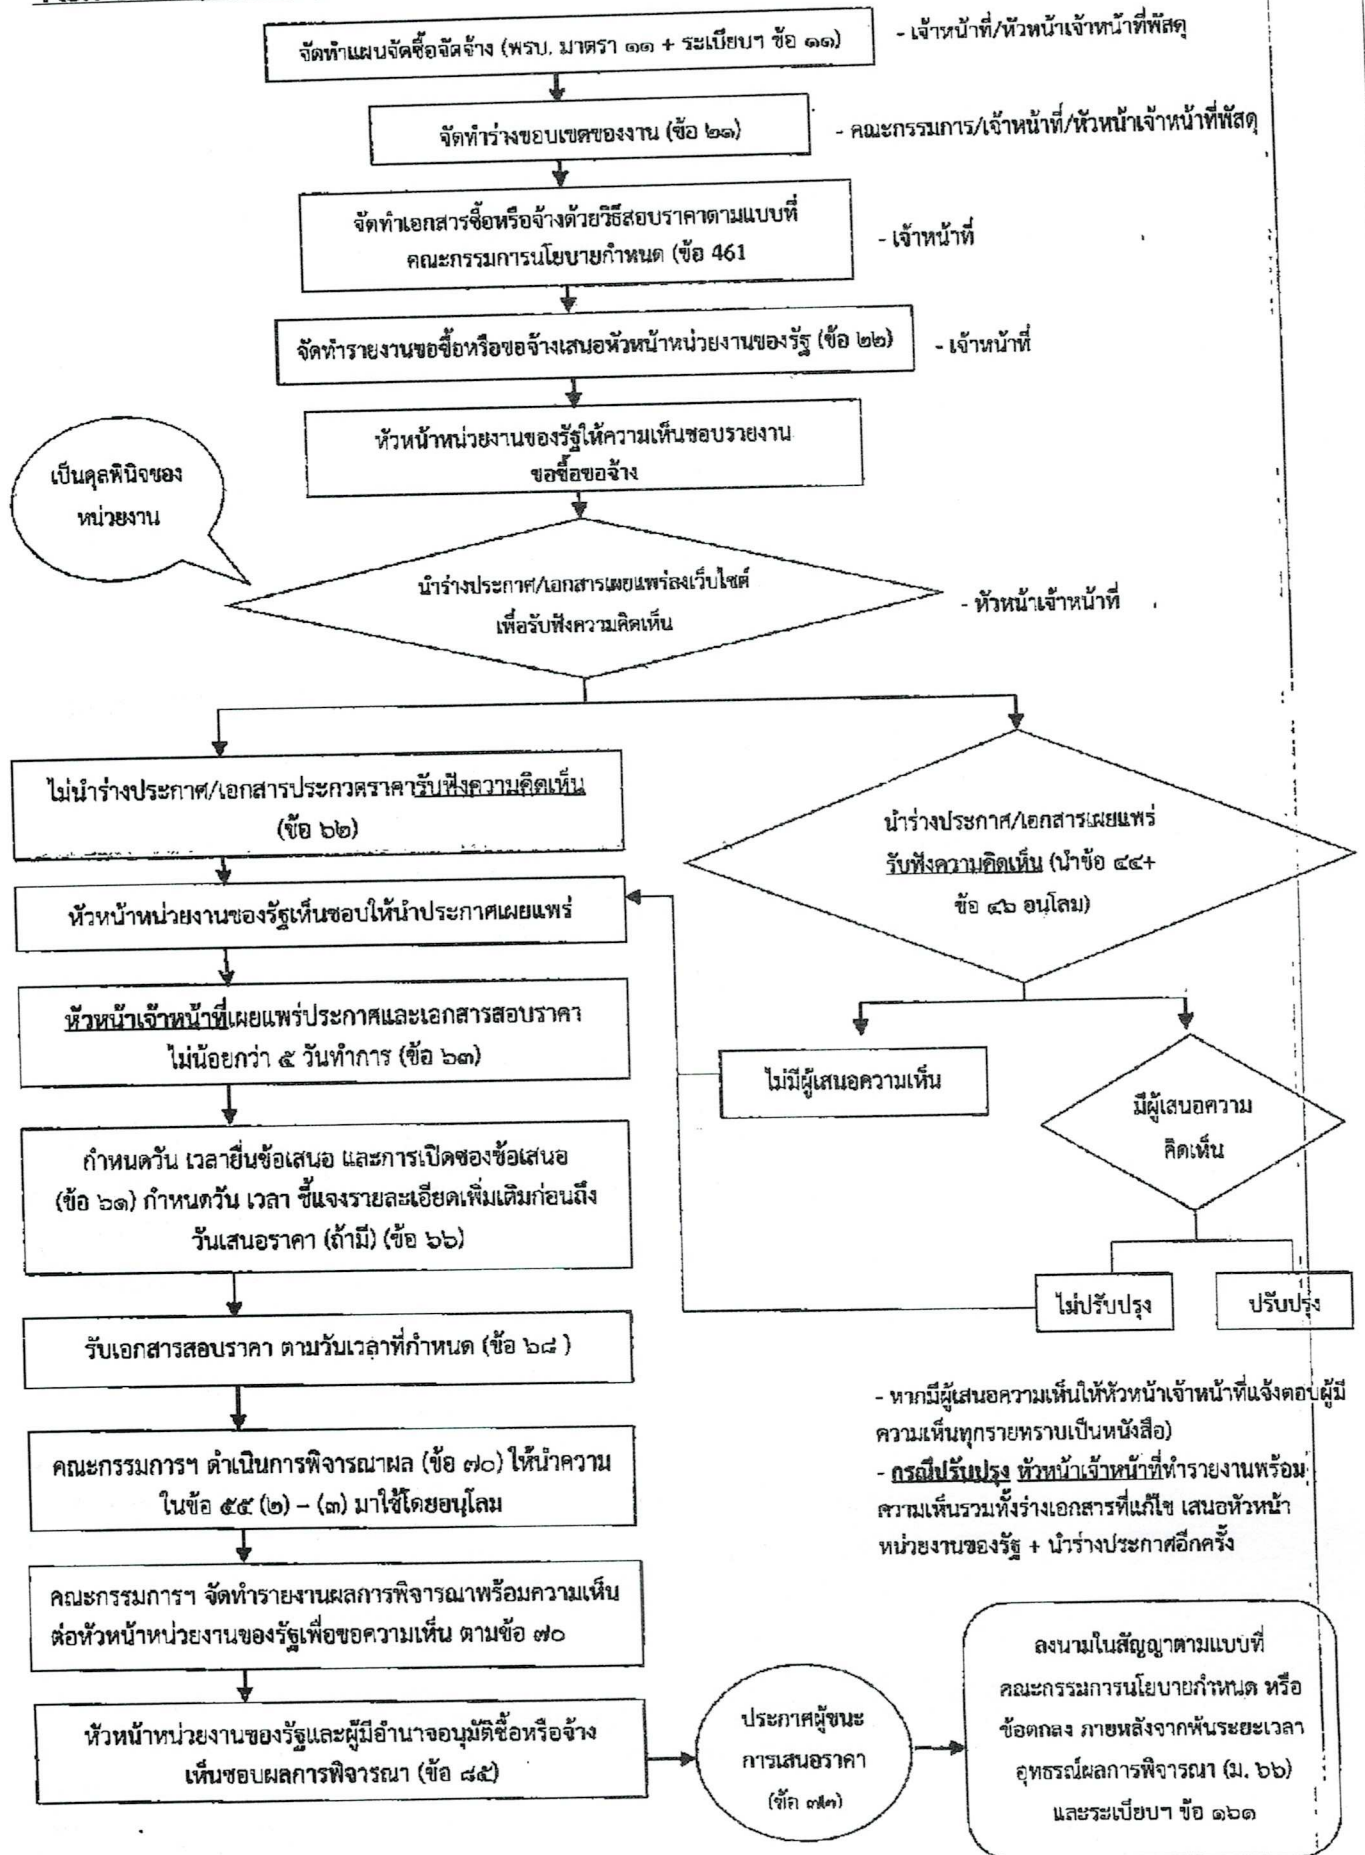 จัดทำแผนจัดซื้อจัดจ้าง (พรบ. มาตรา ๑๑ + ระเบียบฯ ข้อ ๑๑)
- เจ้าหน้าที่/หัวหน้าเจ้าหน้าที่พัสดุ
จัดทำร่างขอบเขตของงาน (ข้อ ๒๑)
- คณะกรรมการ/เจ้าหน้าที่/หัวหน้าเจ้าหน้าที่พัสดุ
จัดทำเอกสารซื้อหรือจ้างด้วยวิธีสอบราคาตามแบบที่
คณะกรรมการนโยบายกำหนด (ข้อ 461
- เจ้าหน้าที่
จัดทำรายงานขอซื้อหรือขอจ้างเสนอหัวหน้าหน่วยงานของรัฐ (ข้อ ๒๒)
- เจ้าหน้าที่
หัวหน้าหน่วยงานของรัฐให้ความเห็นชอบรายงาน
ขอซื้อขอจ้าง
เป็นดุลพินิจของ
หน่วยงาน
นำร่างประกาศ/เอกสารเผยแพร่ลงเว็บไซต์
เพื่อรับฟังความคิดเห็น
- หัวหน้าเจ้าหน้าที่
ไม่นำร่างประกาศ/เอกสารประกวดราคารับฟังความคิดเห็น
(ข้อ ๖๒)
นำร่างประกาศ/เอกสารเผยแพร่
รับฟังความคิดเห็น (นำข้อ ๔๕+
ข้อ ๔๖ อนุโลม)
หัวหน้าหน่วยงานของรัฐเห็นชอบให้นำประกาศเผยแพร่
หัวหน้าเจ้าหน้าที่เผยแพร่ประกาศและเอกสารสอบราคา
ไม่น้อยกว่า ๕ วันทำการ (ข้อ ๖๓)
ไม่มีผู้เสนอความเห็น
มีผู้เสนอความ
คิดเห็น
กำหนดวัน เวลายื่นข้อเสนอ และการเปิดซองข้อเสนอ
(ข้อ ๖๑) กำหนดวัน เวลา ชี้แจงรายละเอียดเพิ่มเติมก่อนถึง
วันเสนอราคา (ถ้ามี) (ข้อ ๖๖)
ไม่ปรับปรุง
ปรับปรุง
รับเอกสารสอบราคา ตามวันเวลาที่กำหนด (ข้อ ๖๘ )
- หากมีผู้เสนอความเห็นให้หัวหน้าเจ้าหน้าที่แจ้งตอบผู้มี
ความเห็นทุกรายทราบเป็นหนังสือ)
- กรณีปรับปรุง หัวหน้าเจ้าหน้าที่ทำรายงานพร้อม
ความเห็นรวมทั้งร่างเอกสารที่แก้ไข เสนอหัวหน้า
หน่วยงานของรัฐ + นำร่างประกาศอีกครั้ง
คณะกรรมการฯ ดำเนินการพิจารณาผล (ข้อ ๗๐) ให้นำความ
ในข้อ ๕๕ (๒) – (๓) มาใช้โดยอนุโลม
คณะกรรมการฯ จัดทำรายงานผลการพิจารณาพร้อมความเห็น
ต่อหัวหน้าหน่วยงานของรัฐเพื่อขอความเห็น ตามข้อ ๗๐
หัวหน้าหน่วยงานของรัฐและผู้มีอำนาจอนุมัติซื้อหรือจ้าง
เห็นชอบผลการพิจารณา (ข้อ ๘๕)
ประกาศผู้ชนะ
การเสนอราคา
ลงนามในสัญญาตามแบบที่
คณะกรรมการนโยบายกำหนด หรือ
ข้อตกลง ภายหลังจากพ้นระยะเวลา
อุทธรณ์ผลการพิจารณา (ม. ๖๖)
และระเบียบฯ ข้อ ๑๖๑